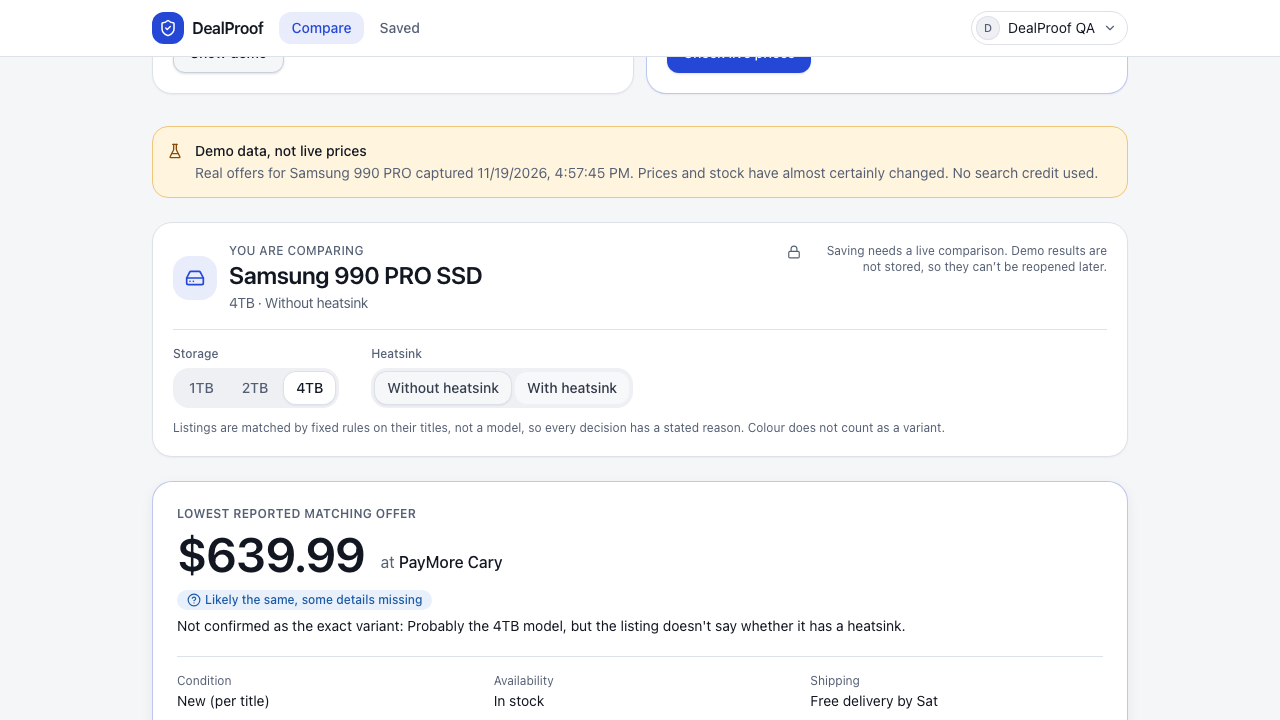 DealProof
Compare
Saved
D
DealProof QA
Demo data, not live prices
Real offers for Samsung 990 PRO captured 11/19/2026, 4:57:45 PM. Prices and stock have almost certainly changed. No search credit used.
YOU ARE COMPARING
Samsung 990 PRO SSD
4TB · Without heatsink
Saving needs a live comparison. Demo results are
not stored, so they can't be reopened later.
Storage
Heatsink
1TB
2TB
4TB
Without heatsink
With heatsink
Listings are matched by fixed rules on their titles, not a model, so every decision has a stated reason. Colour does not count as a variant.
LOWEST REPORTED MATCHING OFFER
$639.99 at PayMore Cary
Likely the same, some details missing
Not confirmed as the exact variant: Probably the 4TB model, but the listing doesn't say whether it has a heatsink.
Condition
Availability
Shipping
New (per title)
In stock
Free delivery by Sat